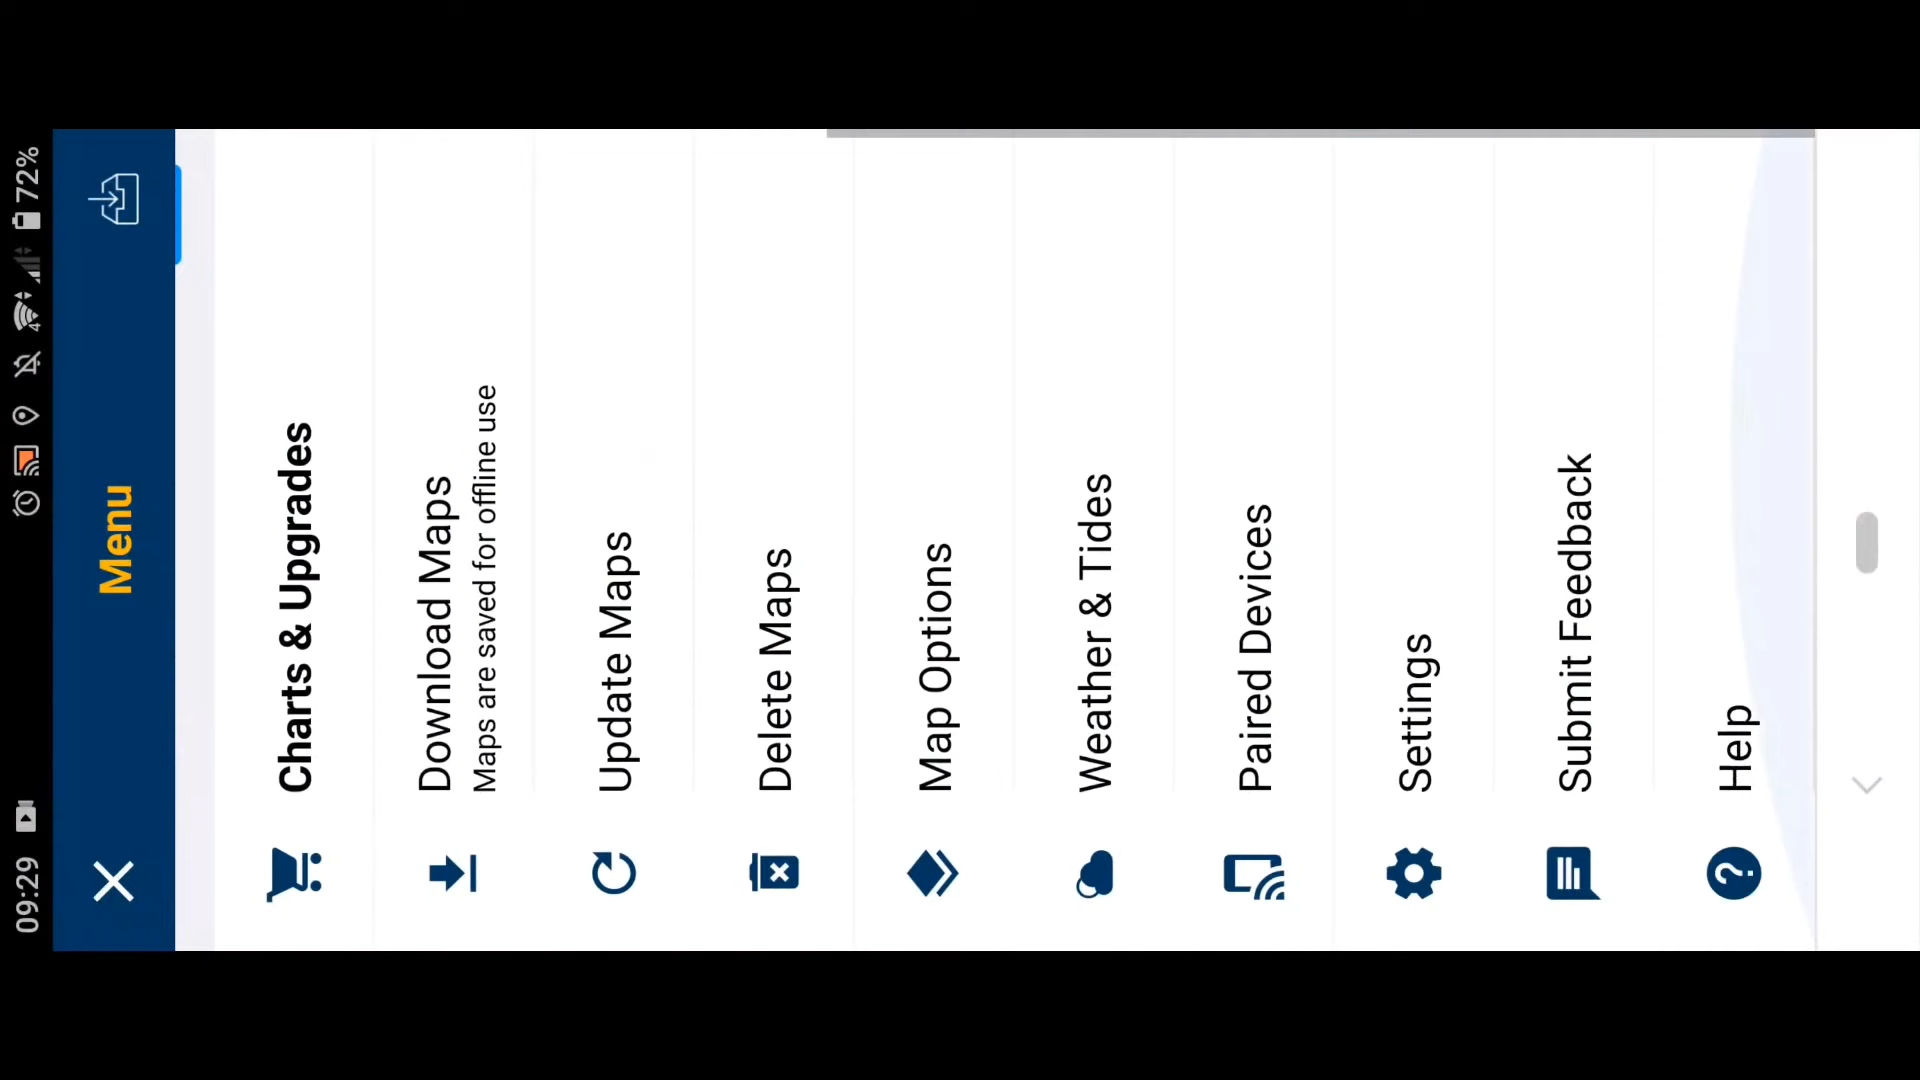 09:29
72%
Menu
Charts & Upgrades
Download Maps
Maps are saved for offline use
Update Maps
Delete Maps
Map Options
Weather & Tides
Paired Devices
Settings
Submit Feedback
Help